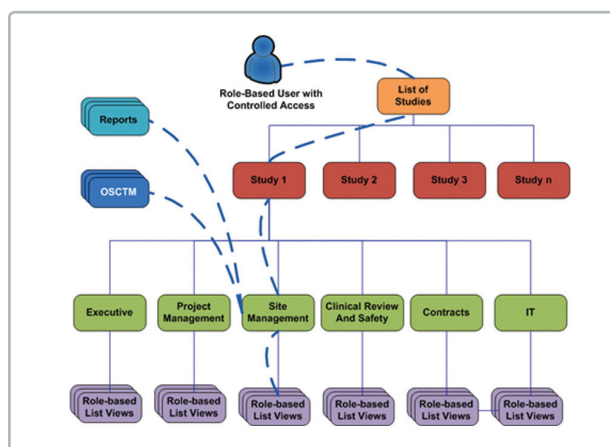 Role-Based User with
Controlled Access
List of
Studies
Reports
OSCTM
Study 1
Study 2
Study 3
Study n
Executive
Project
Management
Site
Management
Clinical Review
And Safety
Contracts
IT
Role-based
List Views
Role-based
List Views
Role-based
List Views
Role-based
List Views
Role-based
List Views
Role-based
List Views